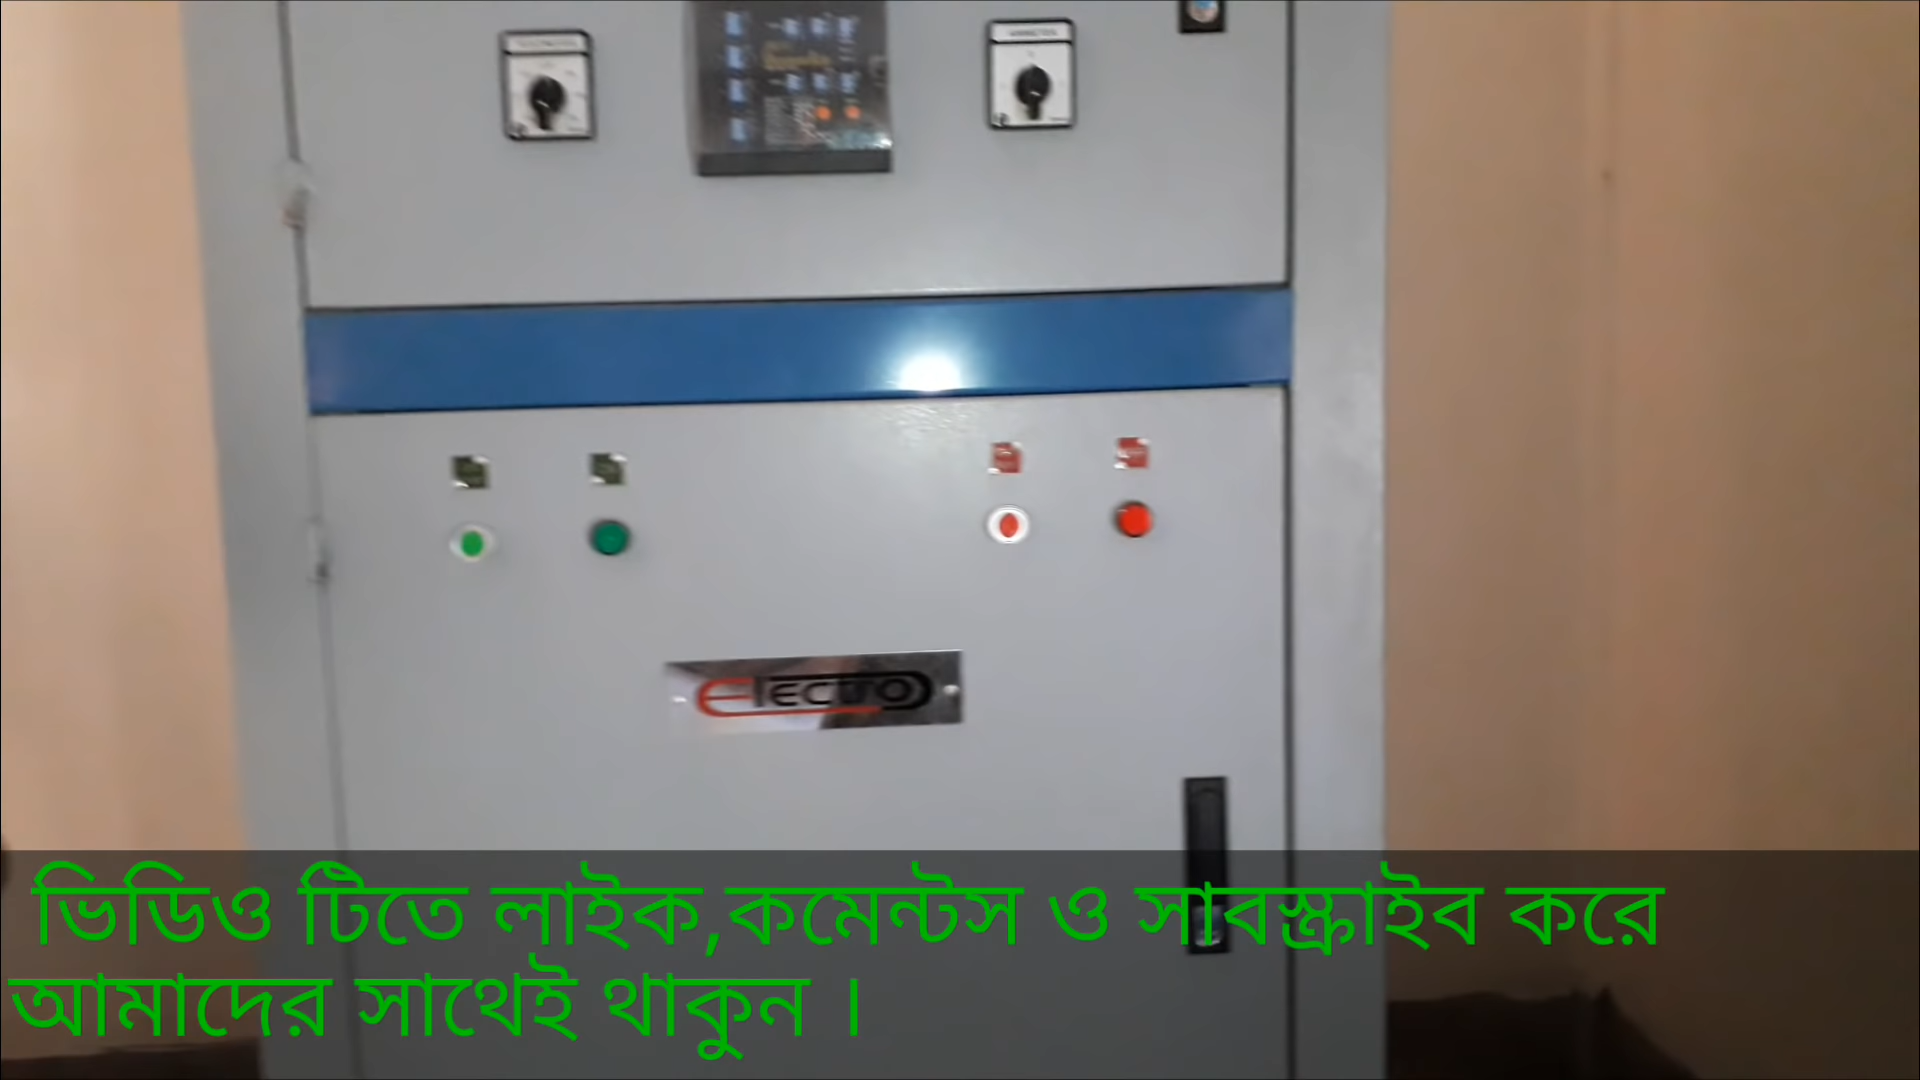 Electro
ভিডিও টিতে লাইক,কমেন্টস ও সাবস্ক্রাইব করে
আমাদের সাথেই থাকুন ।